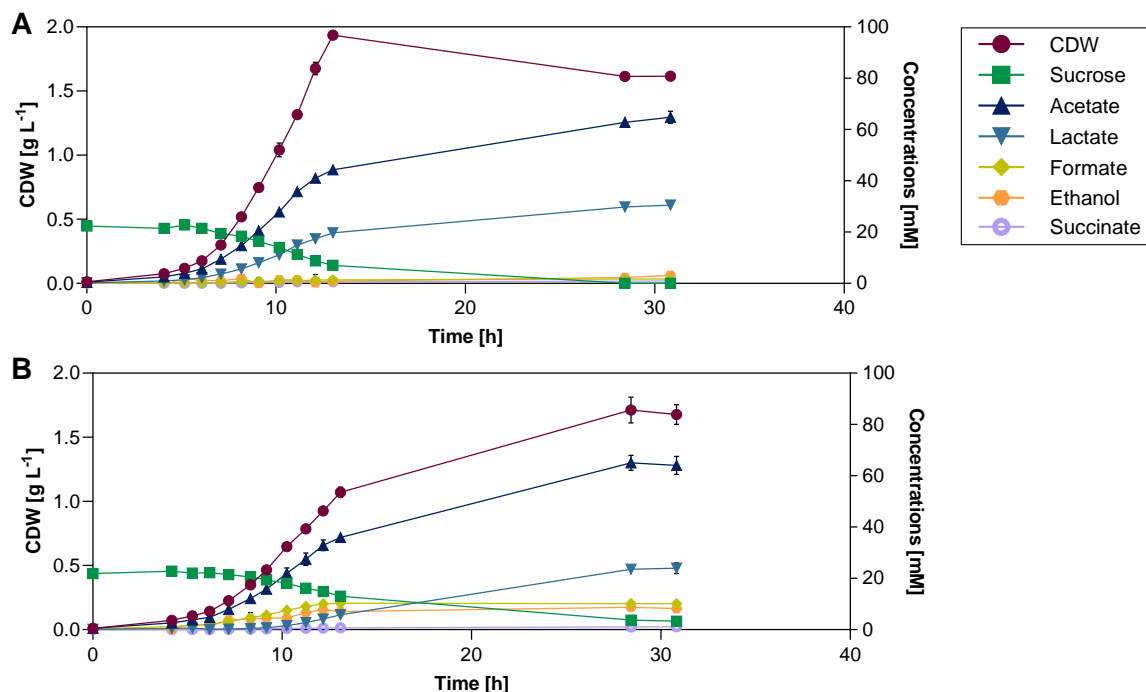 A
2.0
1.5
1.0
0.5
0.0
CDW [g L-1]
100
80
60
40
20
0
Concentrations [mM]
0
10
20
30
40
Time [h]
CDW
Sucrose
Acetate
Lactate
Formate
Ethanol
Succinate
B
2.0
1.5
1.0
0.5
0.0
CDW [g L-1]
100
80
60
40
20
0
Concentrations [mM]
0
10
20
30
40
Time [h]